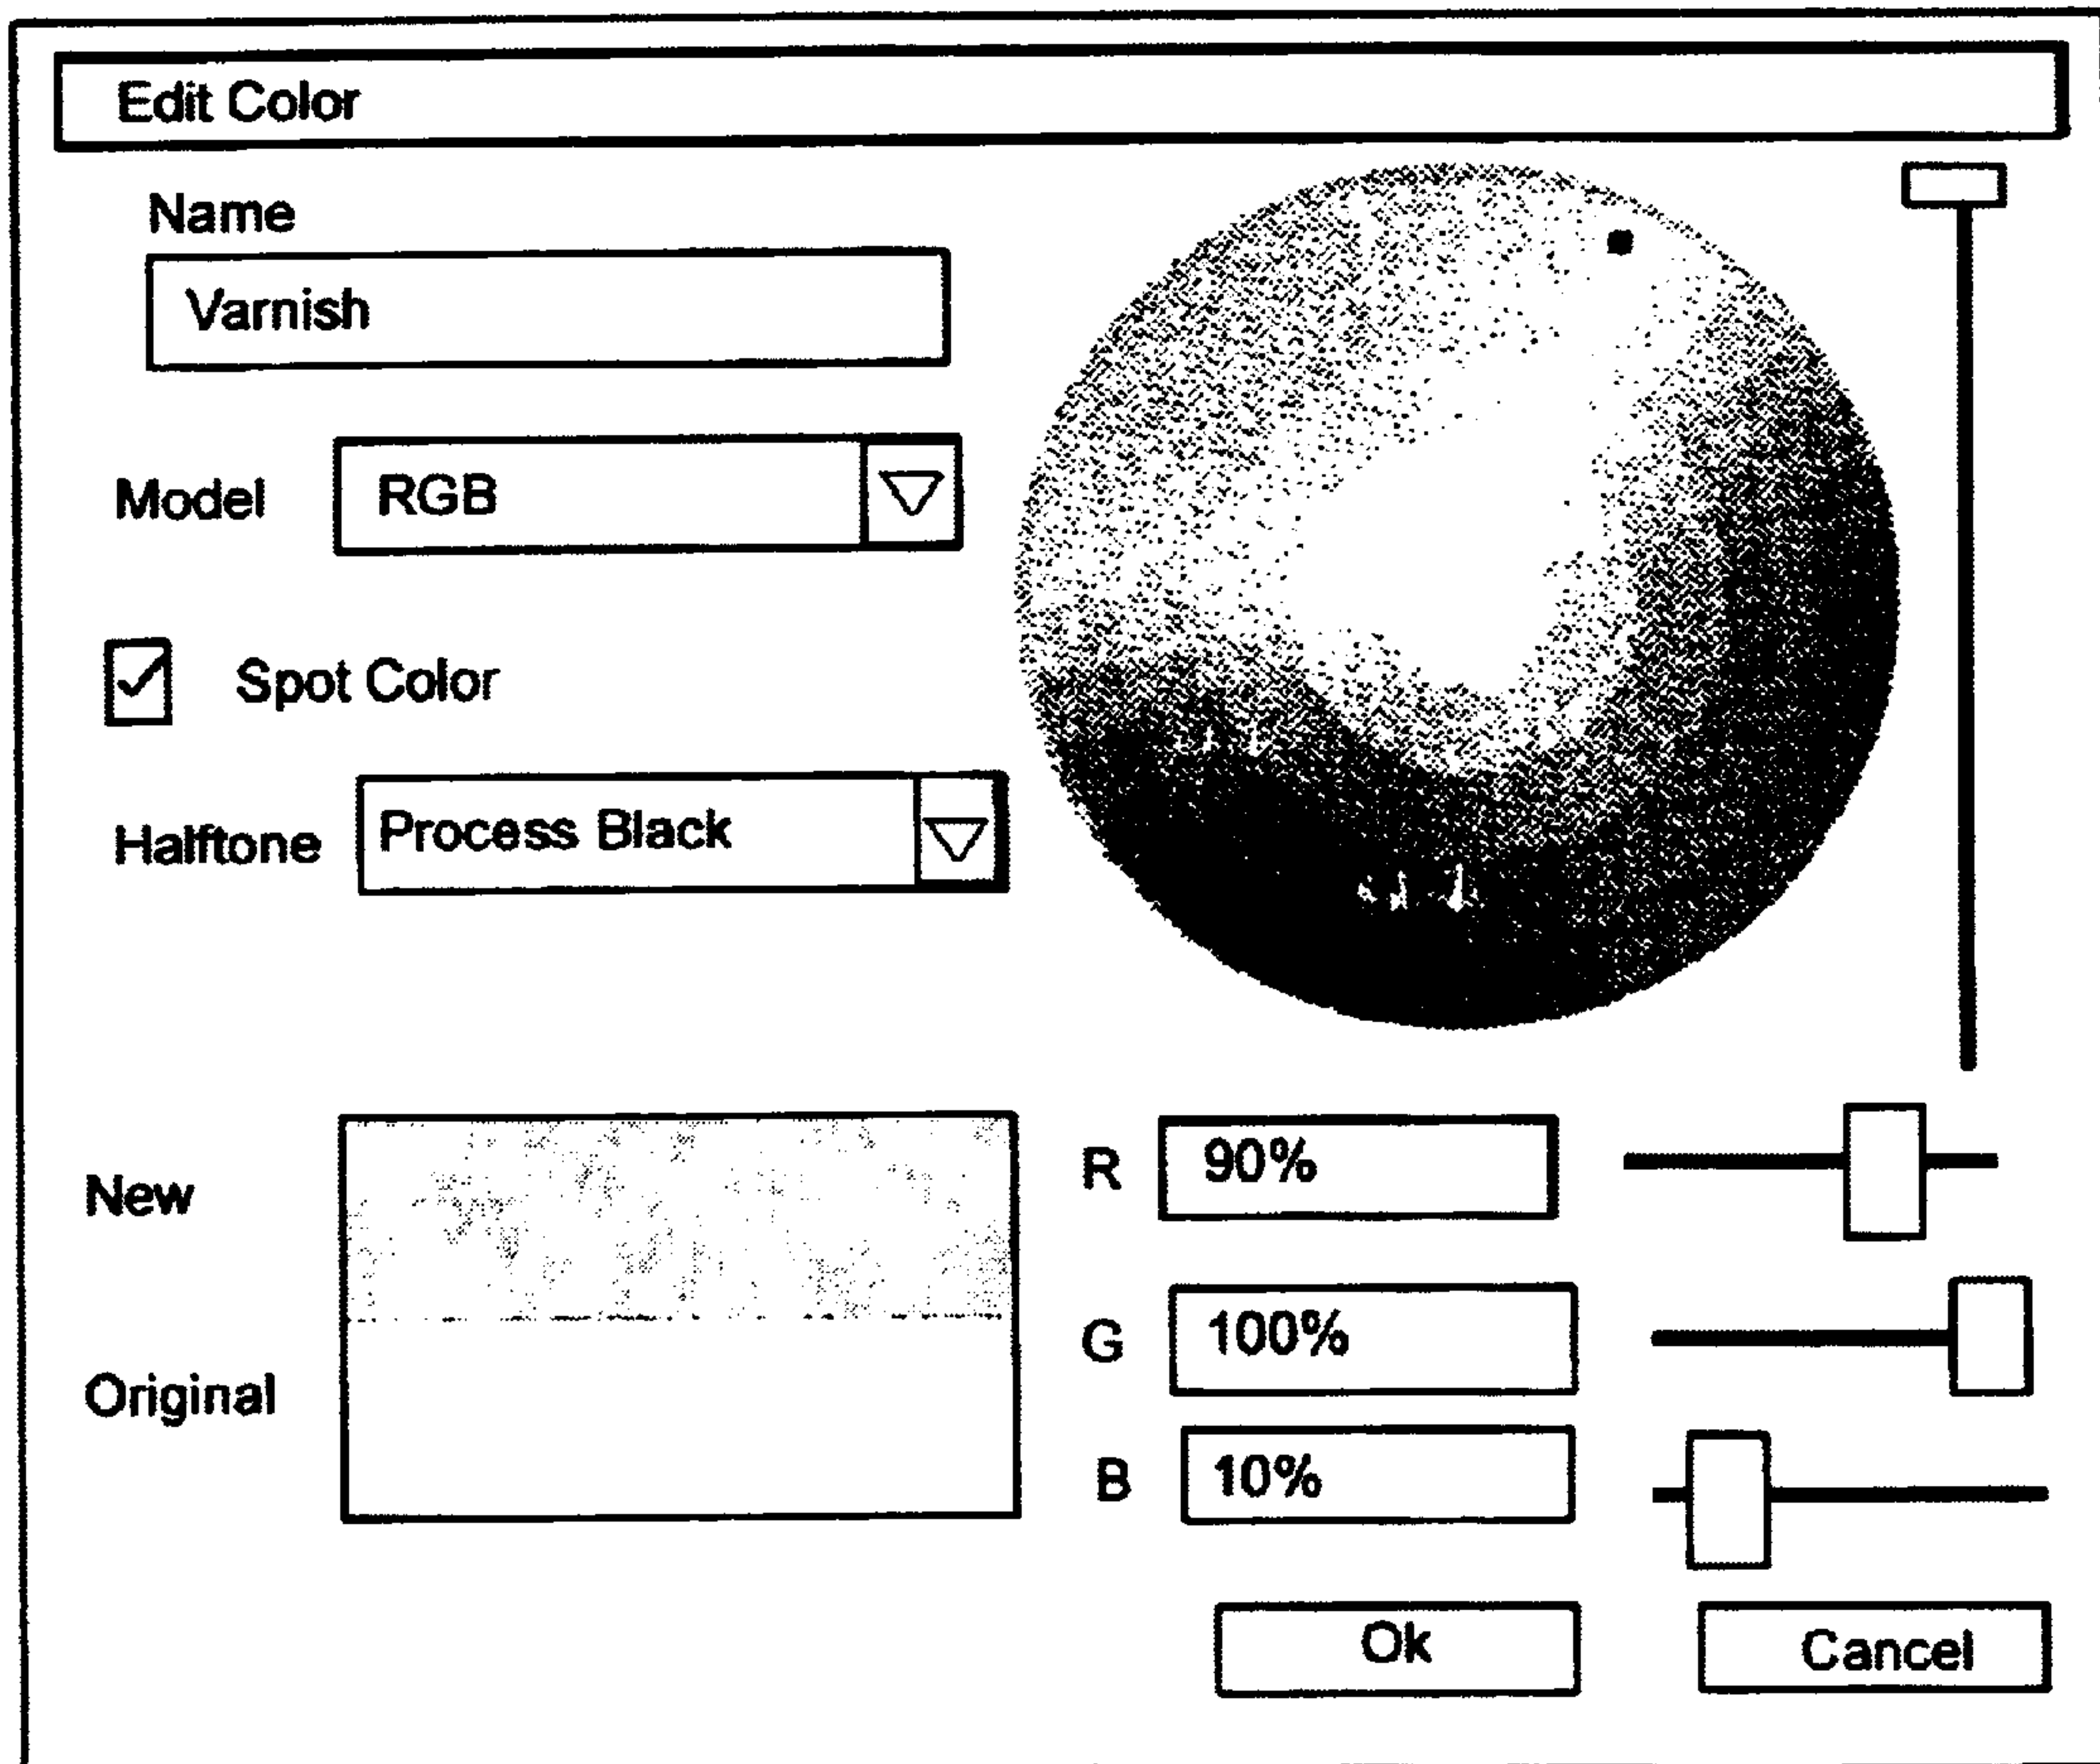 Edit Color
Name
Varnish
Model RGB
Spot Color
Halftone Process Black
New
Original
R 90%
G 100%
B 10%
Ok Cancel